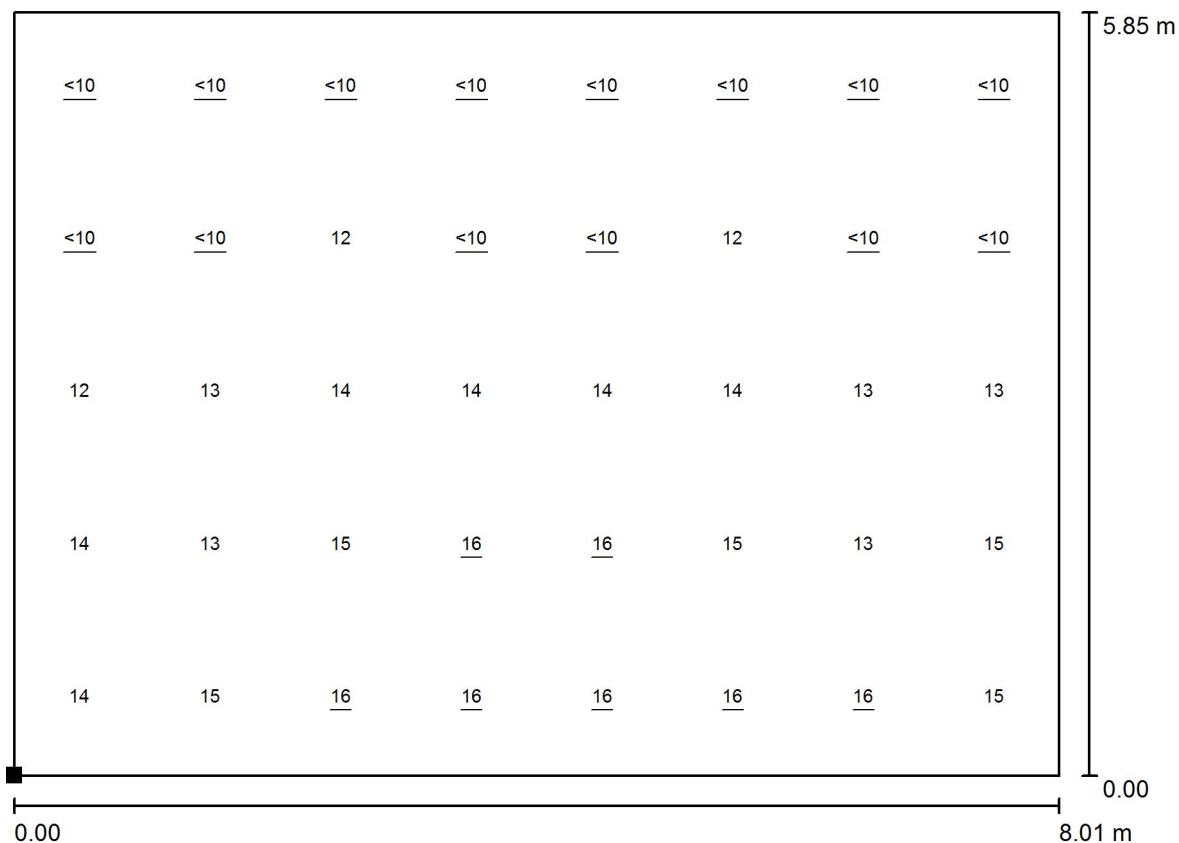 5.85 m
<10 <10 <10 <10 <10 <10 <10 <10
<10 <10 12 <10 <10 12 <10 <10
12 13 14 14 14 14 13 13
14 13 15 16 16 15 13 15
14 15 16 16 16 16 16 15
0.00
0.00 8.01 m